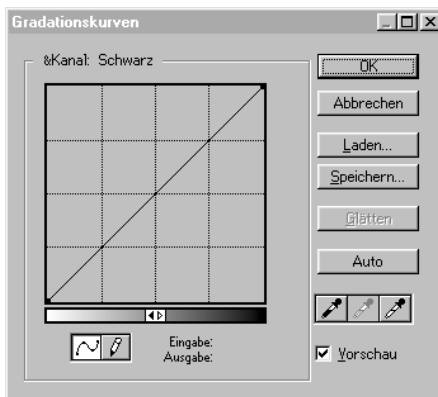 Gradationskurven
&Kanal: Schwarz
OK
Abbrechen
Laden...
Speichern...
Glätten
Auto
Eingabe:
Ausgabe:
Vorschau